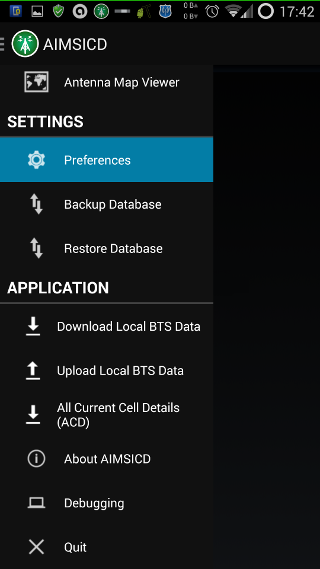 0 B↓
0 B↑
17:42
AIMSICD
Antenna Map Viewer
SETTINGS
Preferences
Backup Database
Restore Database
APPLICATION
Download Local BTS Data
Upload Local BTS Data
All Current Cell Details
(ACD)
About AIMSICD
Debugging
Quit